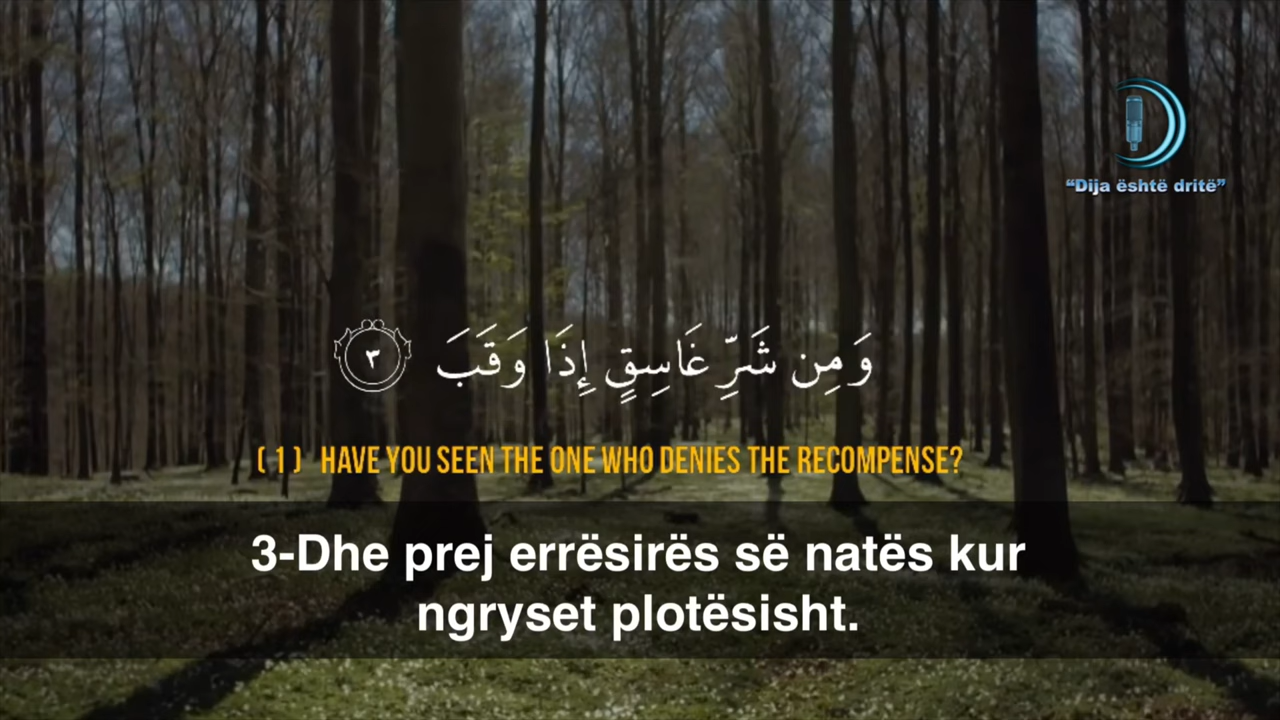 “Dija është dritë”
وَمِن شَرِّ غَاسِقٍ إِذَا وَقَبَ ٣
( 1 ) HAVE YOU SEEN THE ONE WHO DENIES THE RECOMPENSE?
3-Dhe prej errësirës së natës kur
ngryset plotësisht.